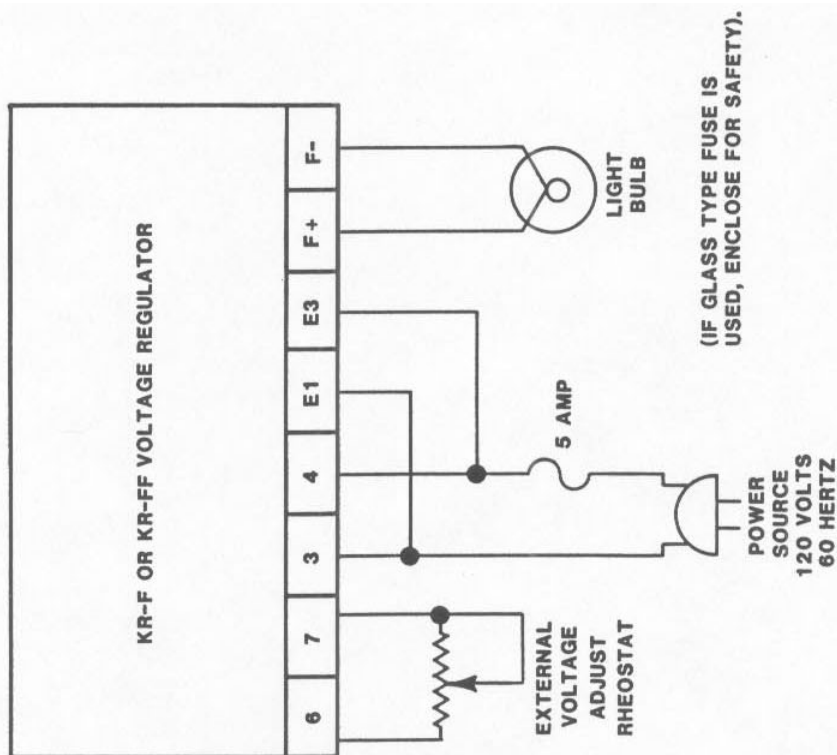 KR-F OR KR-FF VOLTAGE REGULATOR
6
7
3
4
E1
E3
F+
F-
EXTERNAL
VOLTAGE
ADJUST
RHEOSTAT
5 AMP
POWER
SOURCE
120 VOLTS
60 HERTZ
LIGHT
BULB
(IF GLASS TYPE FUSE IS
USED, ENCLOSE FOR SAFETY).